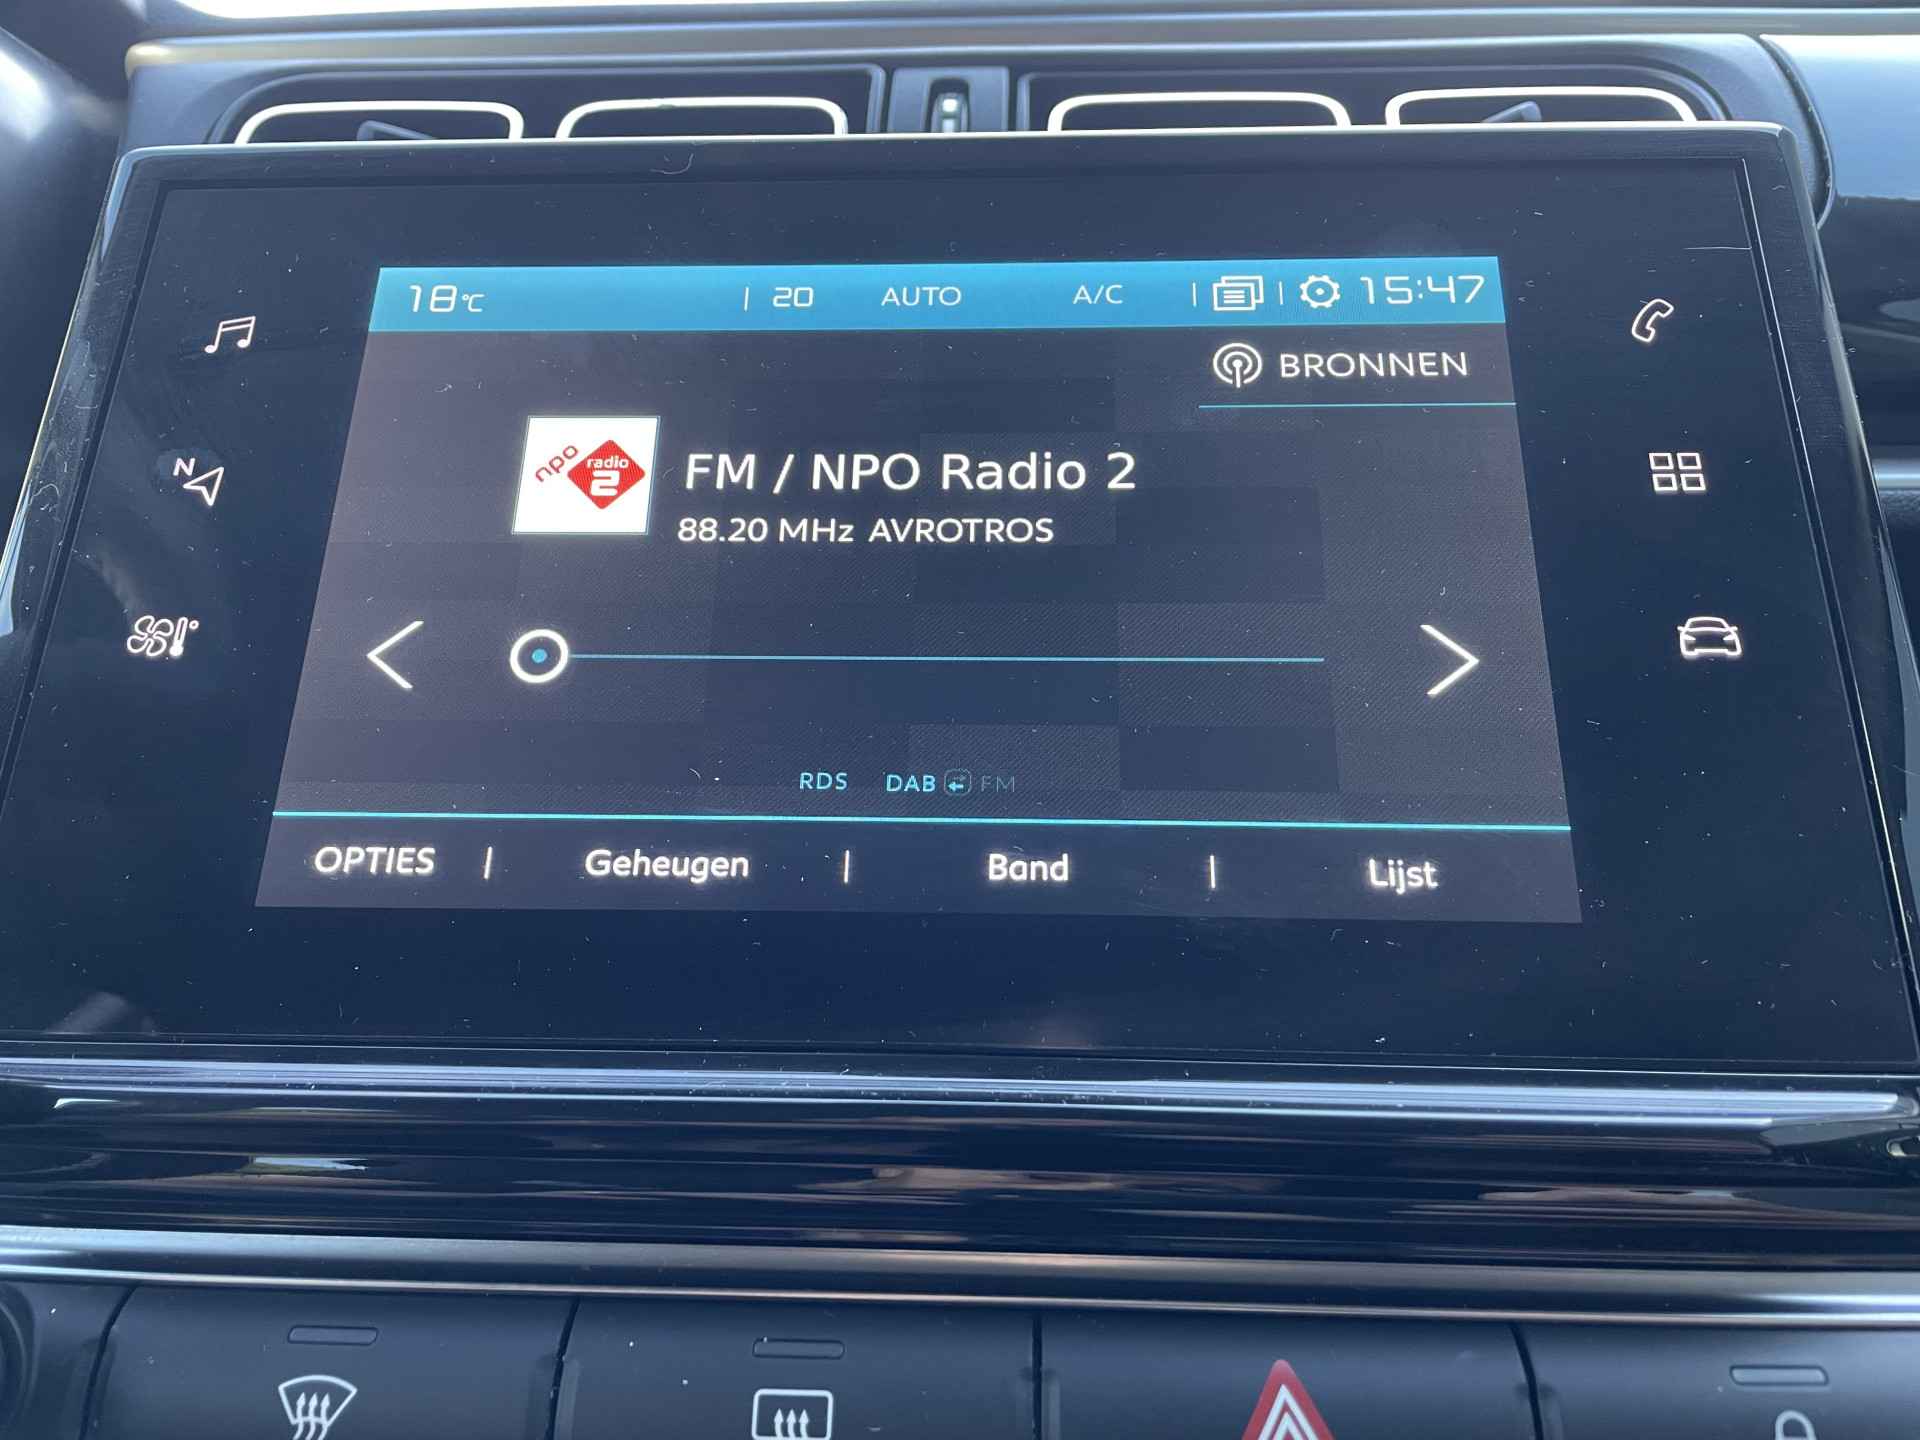 18°C | 20 AUTO A/C | | 15:47
BRONNEN
npo radio 2
FM / NPO Radio 2
88.20 MHz AVROTROS
N
RDS DAB FM
OPTIES | Geheugen | Band | Lijst